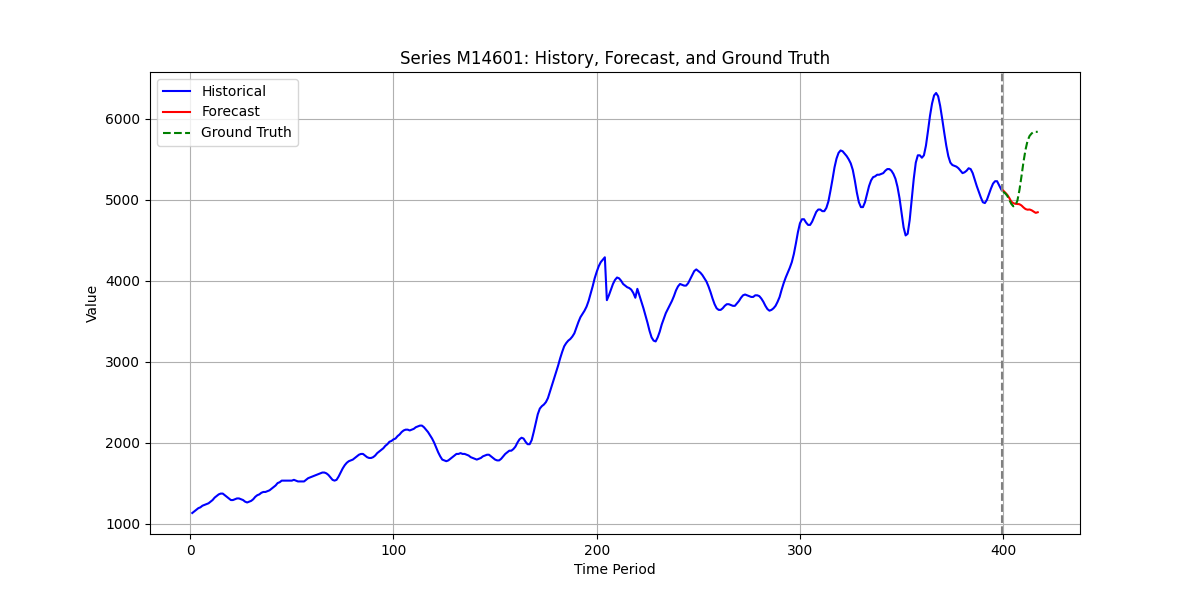 Series M14601: History, Forecast, and Ground Truth
Historical
Forecast
Ground Truth
Value
6000
5000
4000
3000
2000
1000
0 100 200 300 400
Time Period